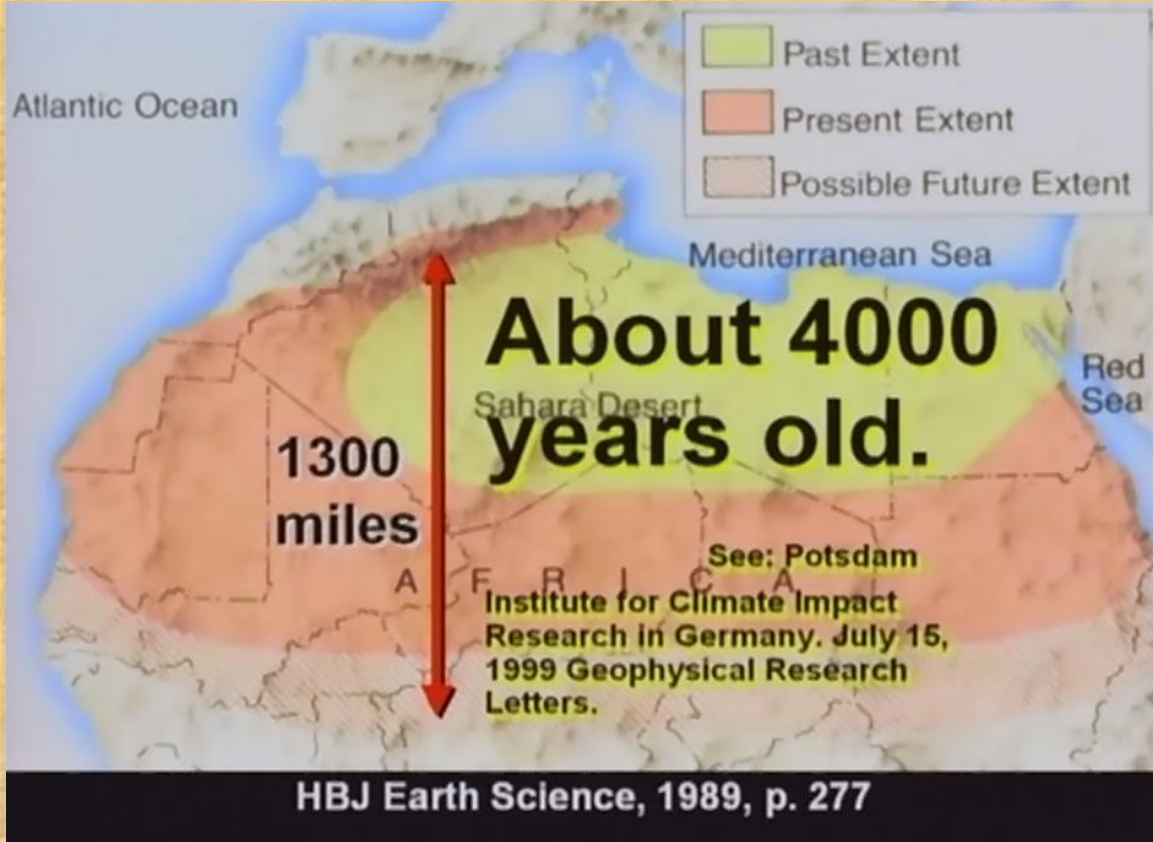 Atlantic Ocean
Past Extent
Present Extent
Possible Future Extent
Mediterranean Sea
Red
Sea
About 4000
Sahara Desert
years old.
1300
miles
See: Potsdam
A F R I C A
Institute for Climate Impact
Research in Germany. July 15,
1999 Geophysical Research
Letters.
HBJ Earth Science, 1989, p. 277